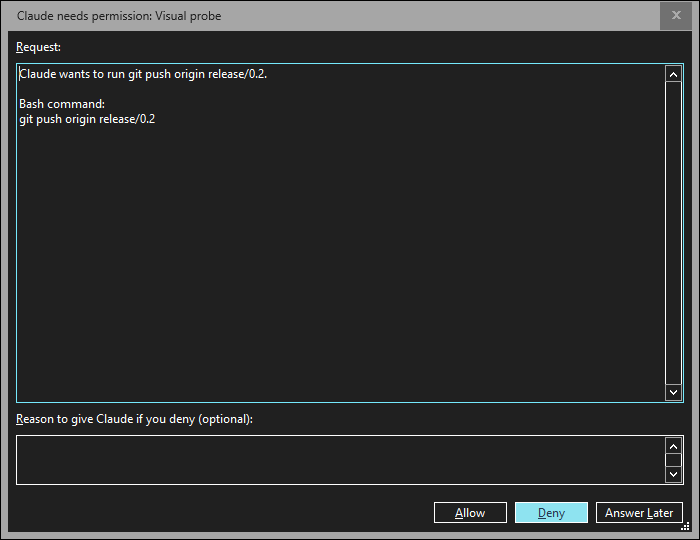 Claude needs permission: Visual probe
x
Request:
Claude wants to run git push origin release/0.2.
Bash command:
git push origin release/0.2
Reason to give Claude if you deny (optional):
Allow
Deny
Answer Later